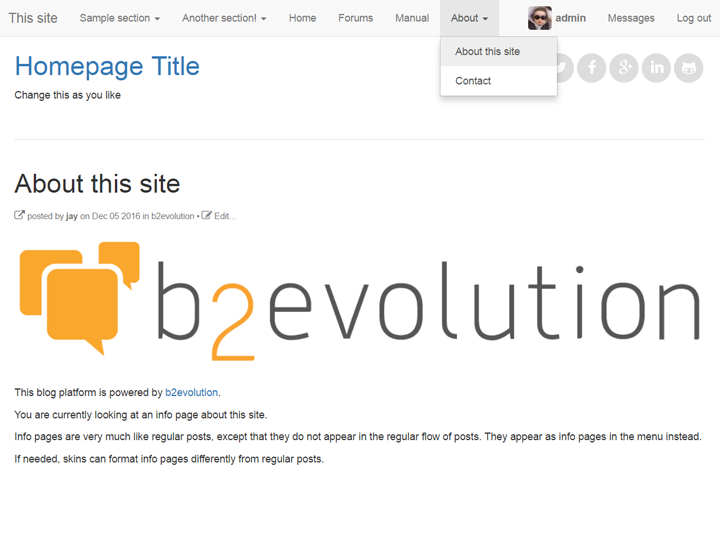 This site Sample section Another section! Home Forums Manual About admin Messages Log out
About this site
Contact
Homepage Title
Change this as you like
About this site
posted by jay on Dec 05 2016 in b2evolution • Edit...
b2evolution
This blog platform is powered by b2evolution.
You are currently looking at an info page about this site.
Info pages are very much like regular posts, except that they do not appear in the regular flow of posts. They appear as info pages in the menu instead.
If needed, skins can format info pages differently from regular posts.